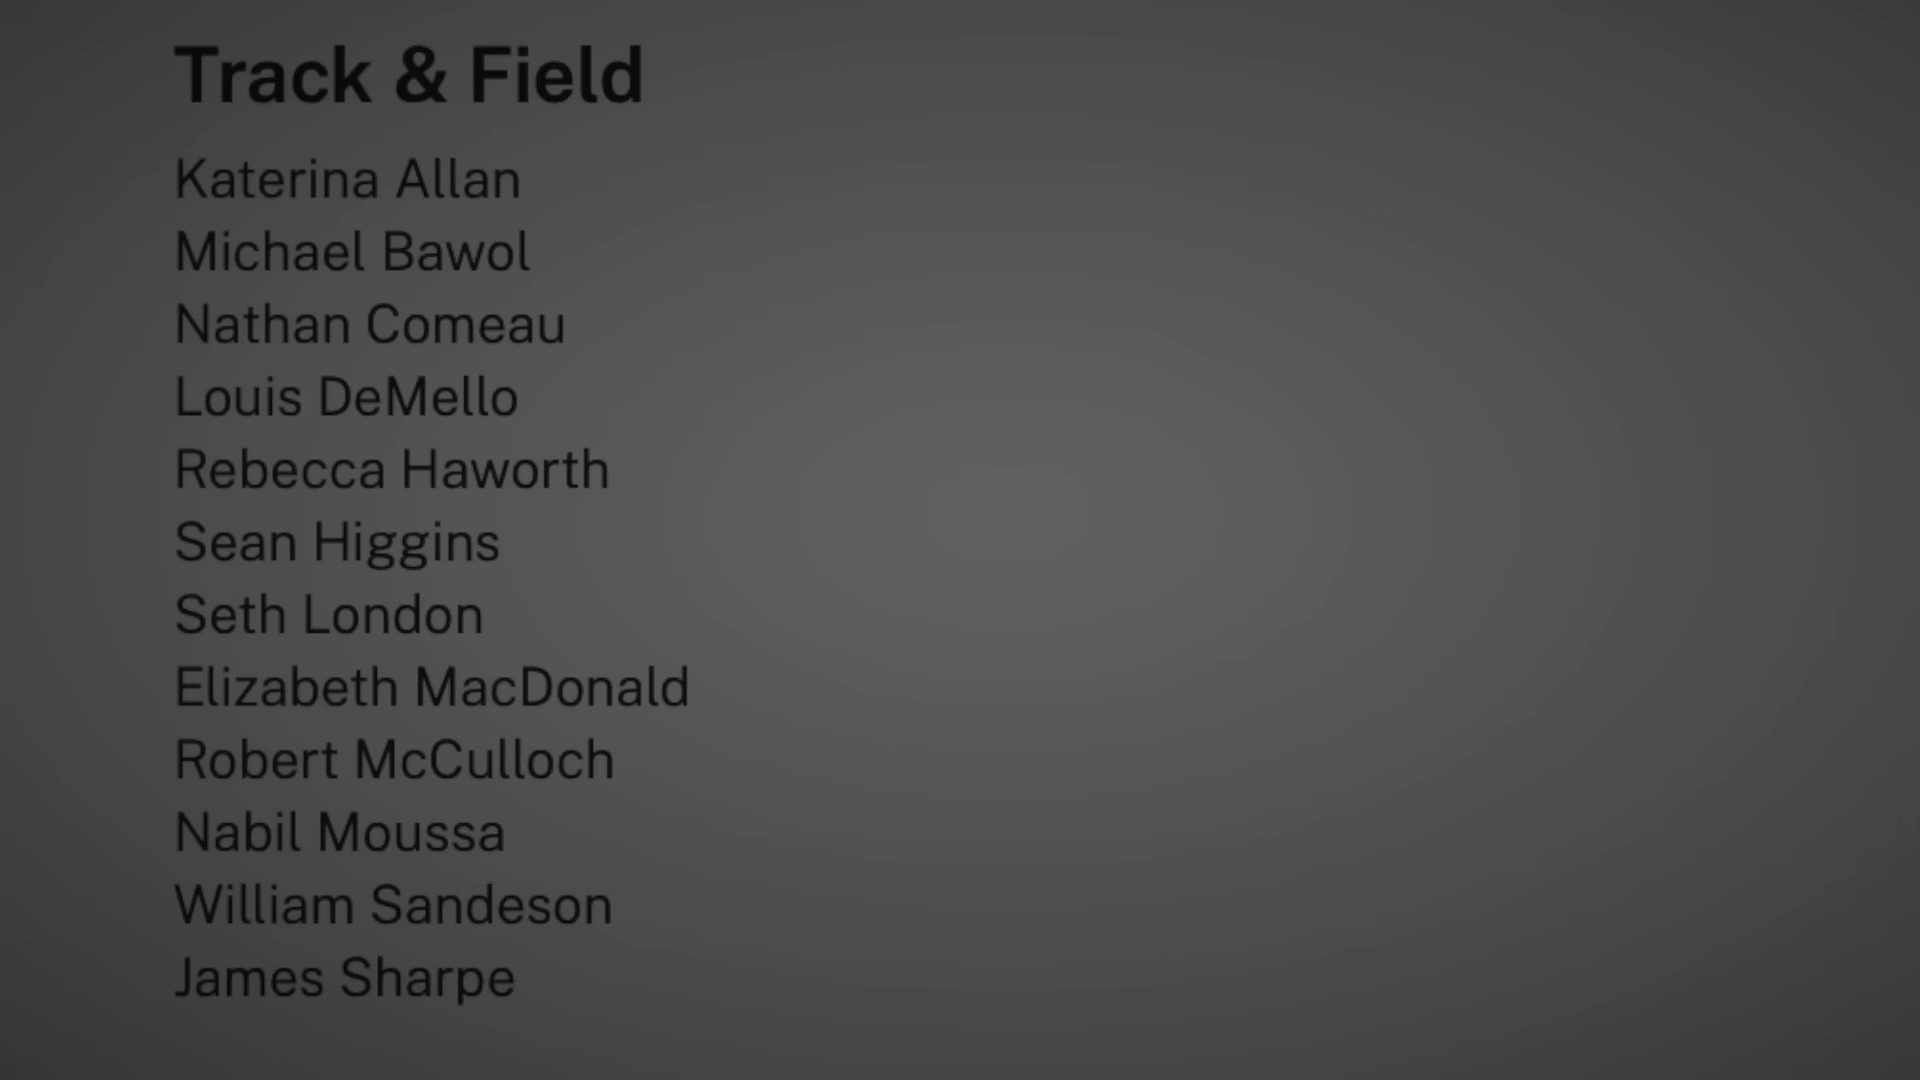 Track & Field
Katerina Allan
Michael Bawol
Nathan Comeau
Louis DeMello
Rebecca Haworth
Sean Higgins
Seth London
Elizabeth MacDonald
Robert McCulloch
Nabil Moussa
William Sandeson
James Sharpe